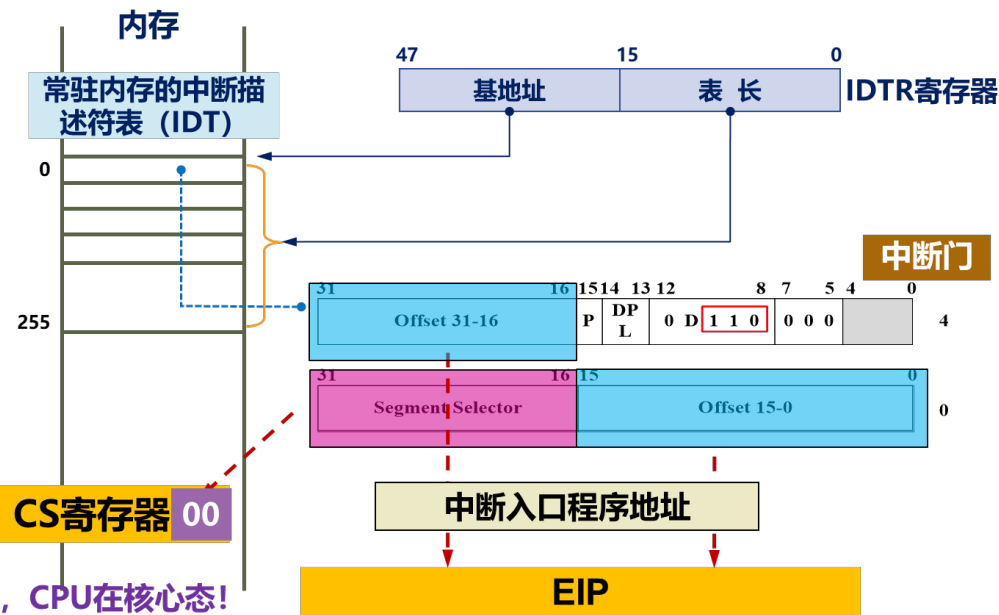 内存
47 15 0
常驻内存的中断描
述符表（IDT）
基地址 表 长 IDTR寄存器
0
255
中断门
31 16 15 14 13 12 8 7 5 4 0
Offset 31-16 P DP
L 0 D 1 1 0 0 0 0 4
31 16 15 0
Segment Selector Offset 15-0 0
CS寄存器 00
中断入口程序地址
，CPU在核心态！
EIP